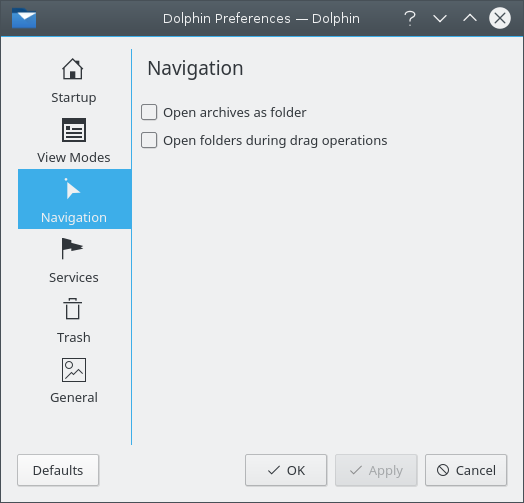 Dolphin Preferences — Dolphin
Startup
View Modes
Navigation
Services
Trash
General
Navigation
Open archives as folder
Open folders during drag operations
Defaults
OK
Apply
Cancel